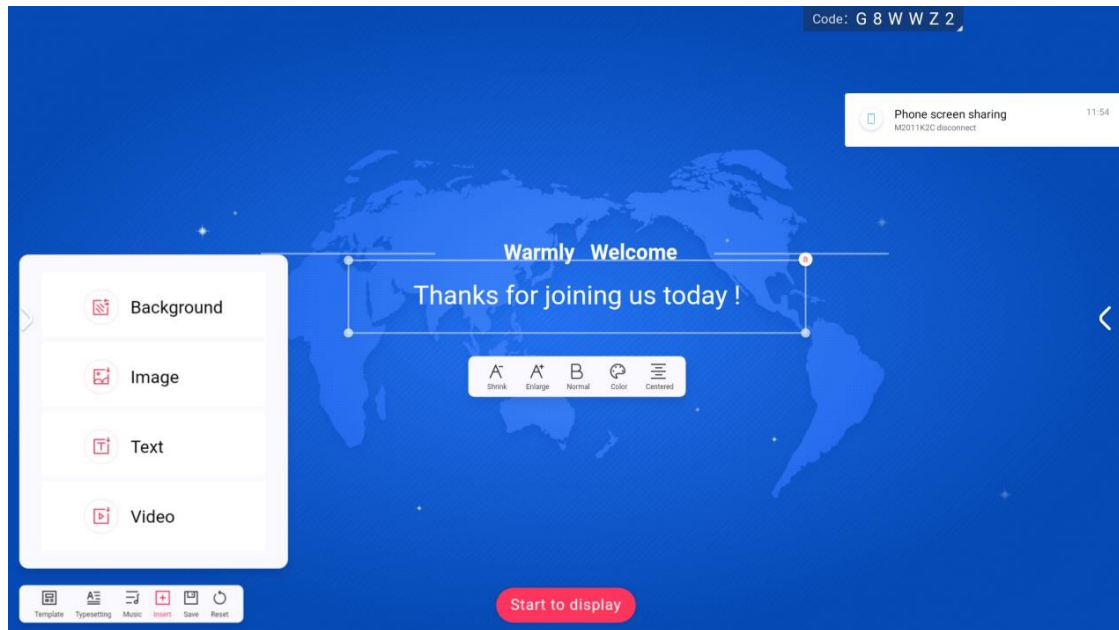 Code: G 8 W W Z 2
Phone screen sharing 11:54
M2011K2C disconnect
Warmly Welcome
Thanks for joining us today !
Background
Image
Text
Video
Shrink Enlarge Normal Color Centered
Template Typesetting Music Insert Save Reset
Start to display